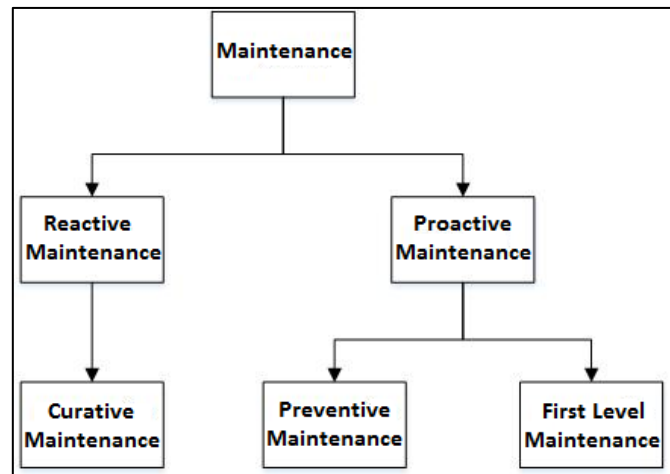 Maintenance
Reactive
Maintenance
Proactive
Maintenance
Curative
Maintenance
Preventive
Maintenance
First Level
Maintenance